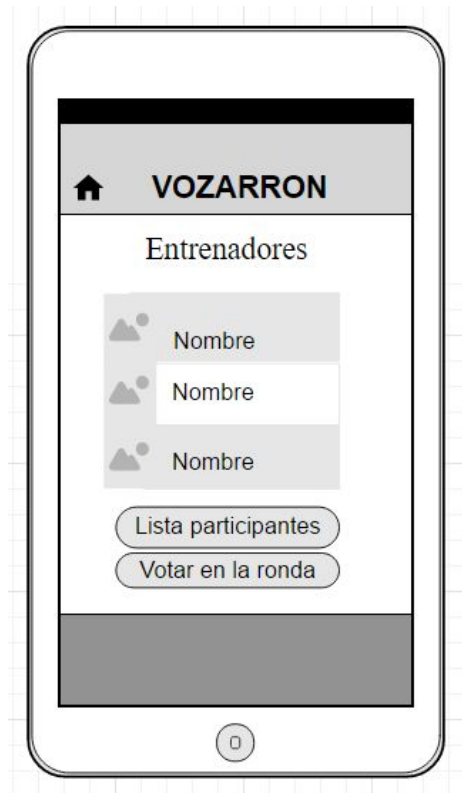 VOZARRON
Entrenadores
Nombre
Nombre
Nombre
Lista participantes
Votar en la ronda